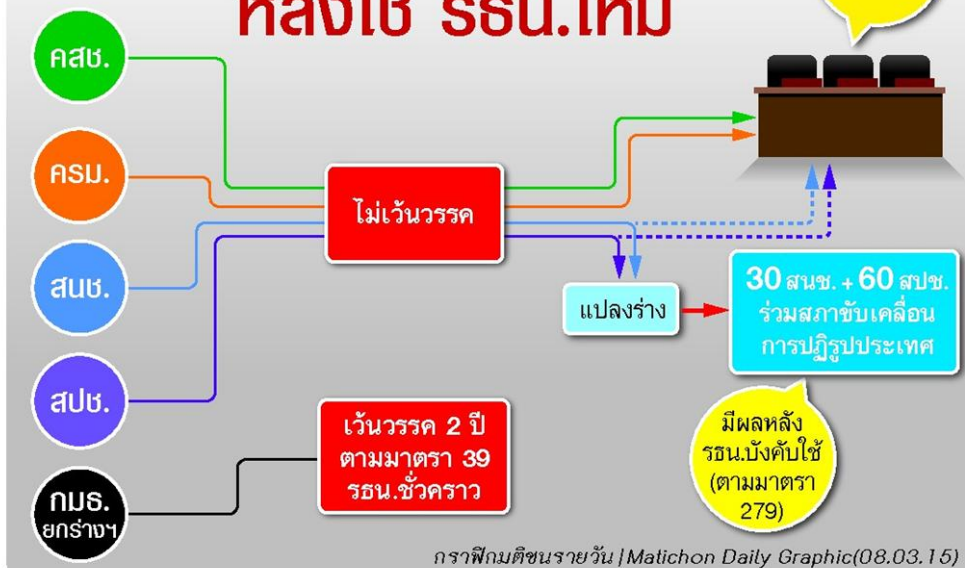 หลังใช้ รธน.ใหม่
คสช.
ครม.
สนช.
สปช.
กมธ.
ยกร่างฯ
ไม่เว้นวรรค
แปลงร่าง
30 สนช. + 60 สปช.
ร่วมสภาขับเคลื่อน
การปฏิรูปประเทศ
เว้นวรรค 2 ปี
ตามมาตรา 39
รธน.ชั่วคราว
มีผลหลัง
รธน.บังคับใช้
(ตามมาตรา
279)
กราฟิกมติชนรายวัน|Matichon Daily Graphic(08.03.15)